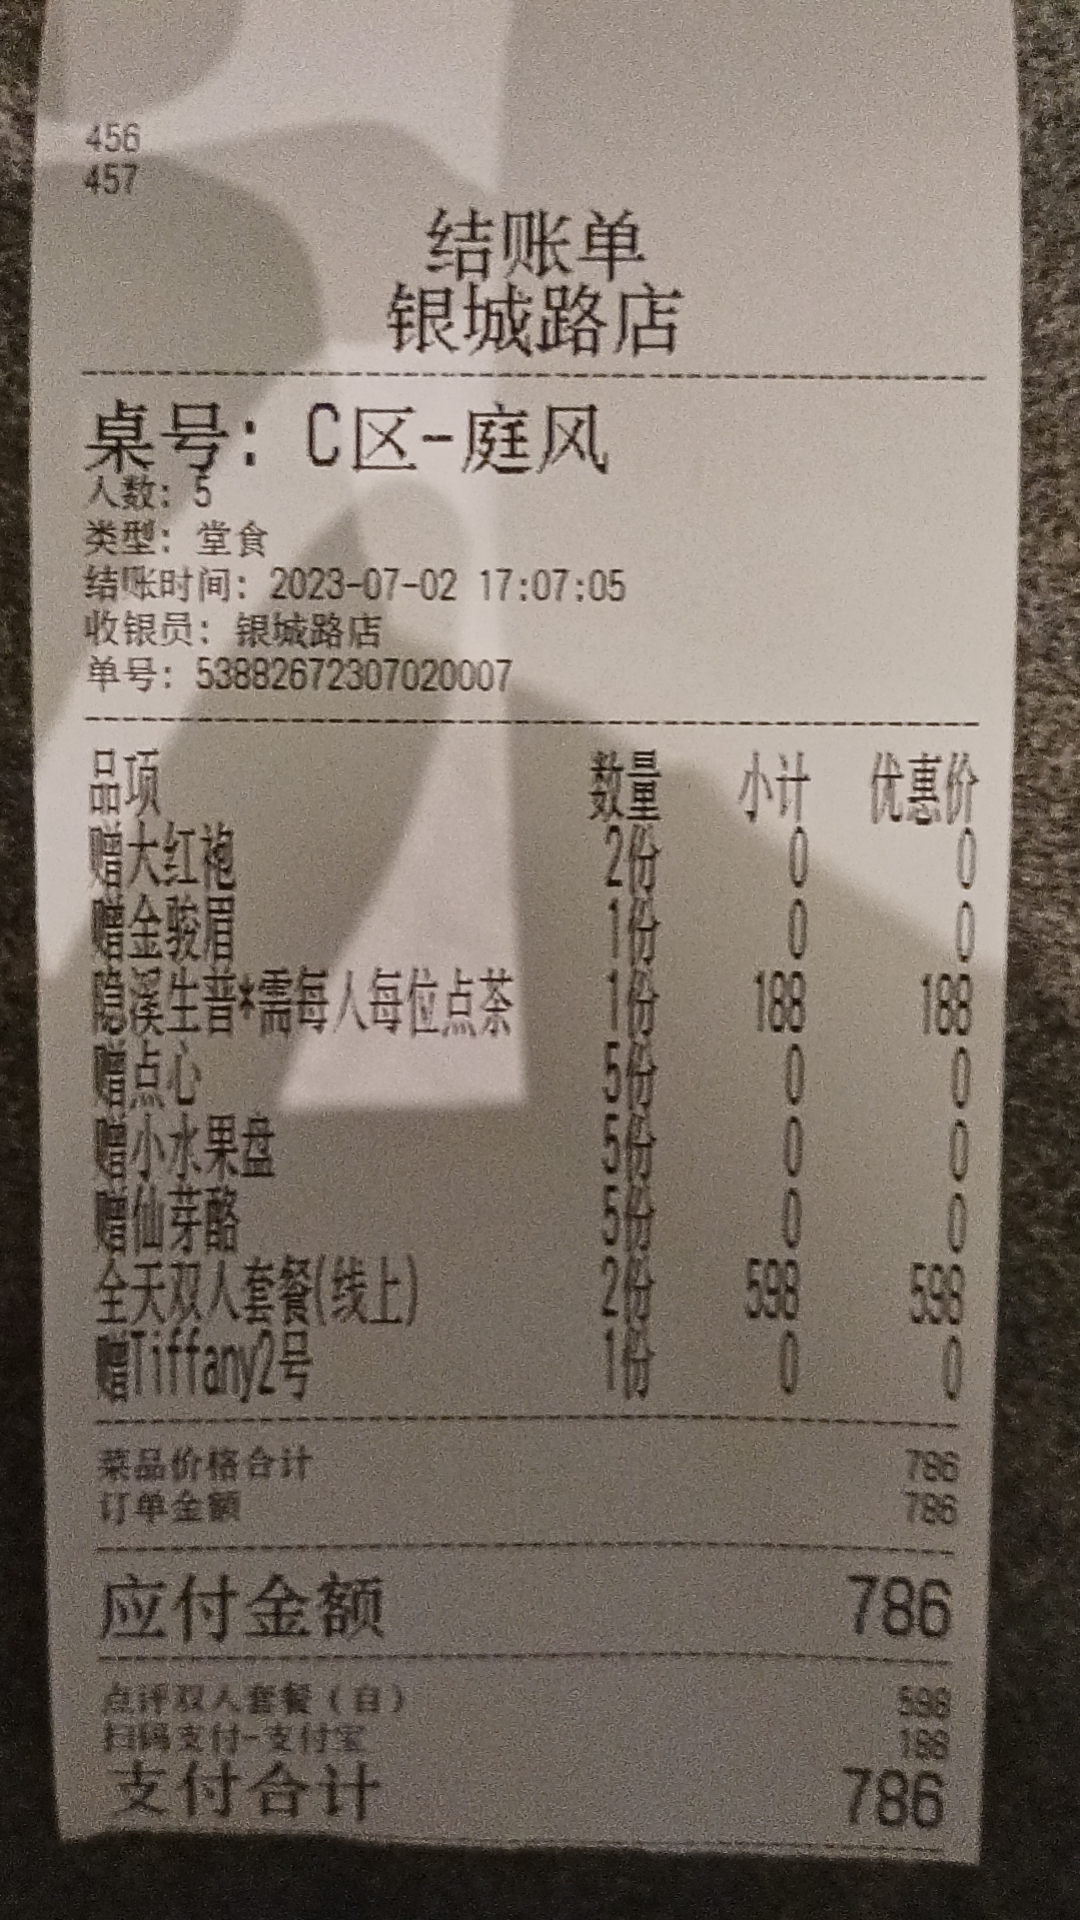 456
457
结账单
银城路店
桌号: C区-庭风
人数: 5
类型: 堂食
结账时间: 2023-07-02 17:07:05
收银员: 银城路店
单号: 53882672307020007
品项 数量 小计 优惠价
赠大红袍 2份 0 0
赠金骏眉 1份 0 0
隐溪生普*需每人每位点茶 1份 188 188
赠点心 5份 0 0
赠小水果盘 5份 0 0
赠仙芽酪 5份 0 0
全天双人套餐(线上) 2份 598 598
赠Tiffany2号 1份 0 0
菜品价格合计 786
订单金额 786
应付金额 786
点评双人套餐(自) 598
扫码支付-支付宝 188
支付合计 786